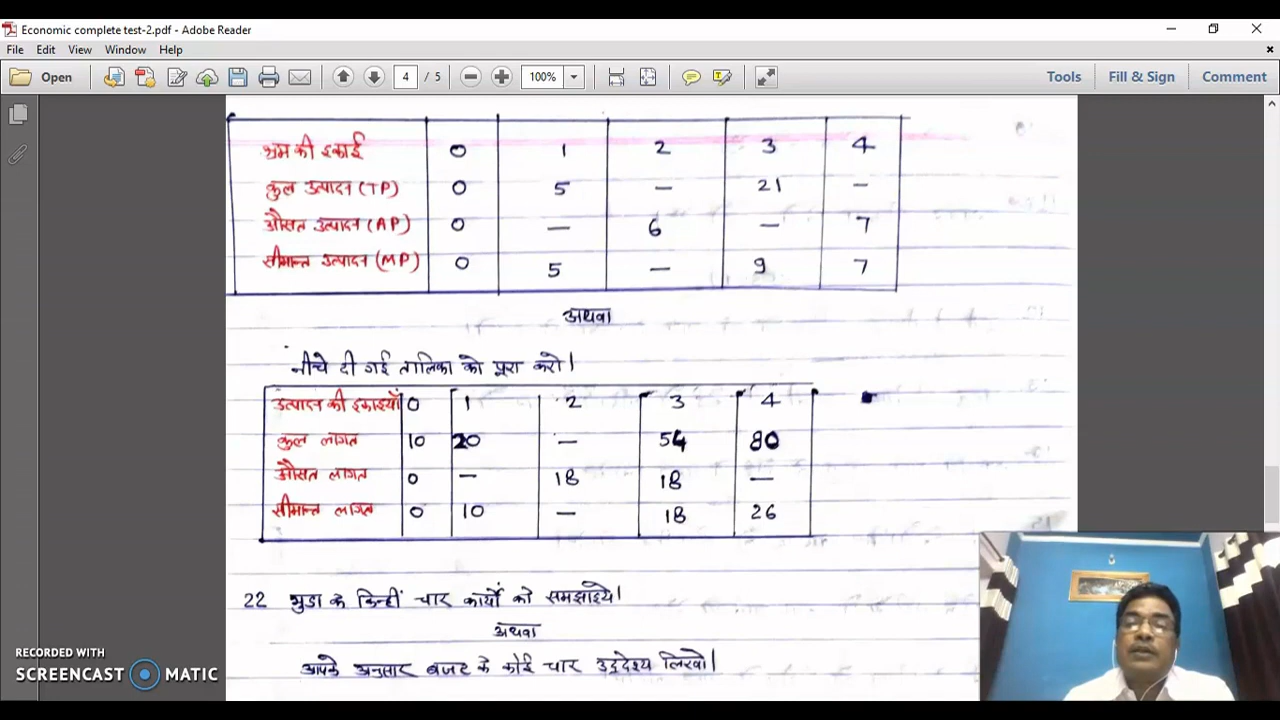 Economic complete test-2.pdf - Adobe Reader
File Edit View Window Help
Open 4 / 5 100% Tools Fill & Sign Comment
श्रम की इकाई 0 1 2 3 4
कुल उत्पादन (TP) 0 5 — 21 —
औसत उत्पादन (AP) 0 — 6 — 7
सीमान्त उत्पादन (MP) 0 5 — 9 7
अथवा
नीचे दी गई तालिका को पूरा करो।
उत्पादन की इकाइयाँ 0 1 2 3 4
कुल लागत 10 20 — 54 80
औसत लागत 0 — 18 18 —
सीमान्त लागत 0 10 — 18 26
22 मुद्रा के किन्हीं चार कार्यों को समझाइये।
अथवा
आपके अनुसार बजट के कोई चार उद्देश्य लिखो।
RECORDED WITH
SCREENCAST MATIC